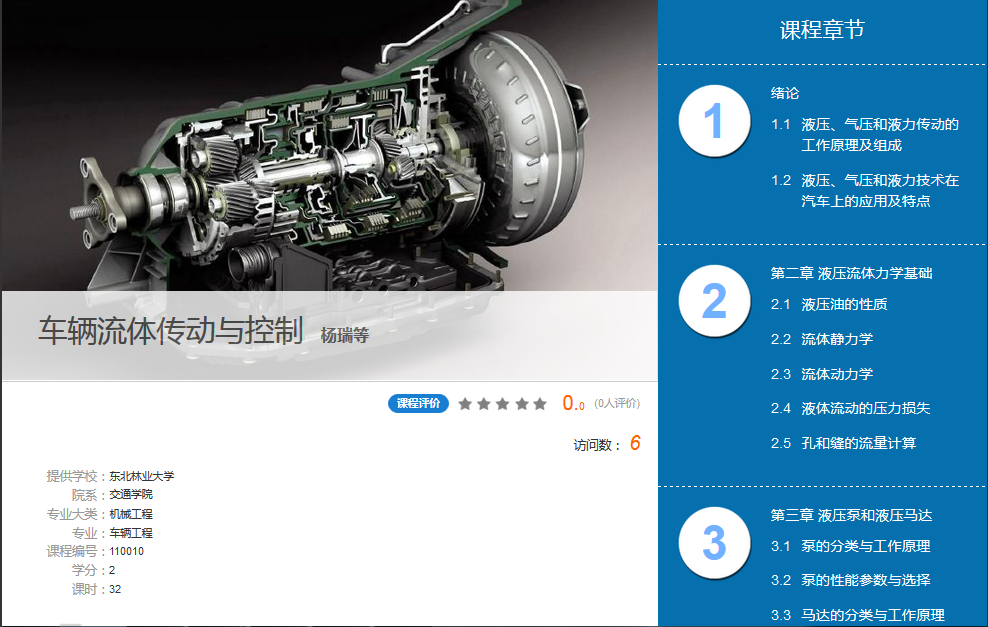 车辆流体传动与控制 杨瑞等
课程评价 0.0 (0人评价)
访问数： 6
提供学校：东北林业大学
院系：交通学院
专业大类：机械工程
专业：车辆工程
课程编号：110010
学分：2
课时：32
课程章节
1
绪论
1.1 液压、气压和液力传动的
工作原理及组成
1.2 液压、气压和液力技术在
汽车上的应用及特点
2
第二章 液压流体力学基础
2.1 液压油的性质
2.2 流体静力学
2.3 流体动力学
2.4 液体流动的压力损失
2.5 孔和缝的流量计算
3
第三章 液压泵和液压马达
3.1 泵的分类与工作原理
3.2 泵的性能参数与选择
3.3 马达的分类与工作原理